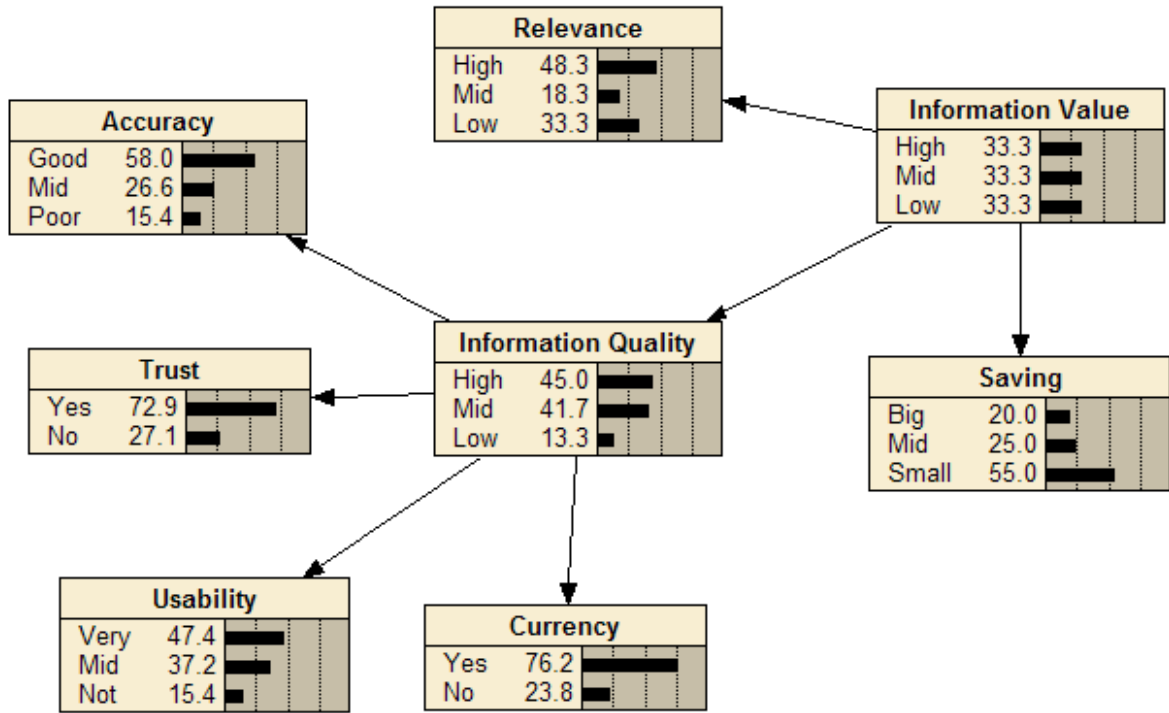 Relevance
High 48.3
Mid 18.3
Low 33.3
Information Value
High 33.3
Mid 33.3
Low 33.3
Accuracy
Good 58.0
Mid 26.6
Poor 15.4
Information Quality
High 45.0
Mid 41.7
Low 13.3
Trust
Yes 72.9
No 27.1
Saving
Big 20.0
Mid 25.0
Small 55.0
Usability
Very 47.4
Mid 37.2
Not 15.4
Currency
Yes 76.2
No 23.8